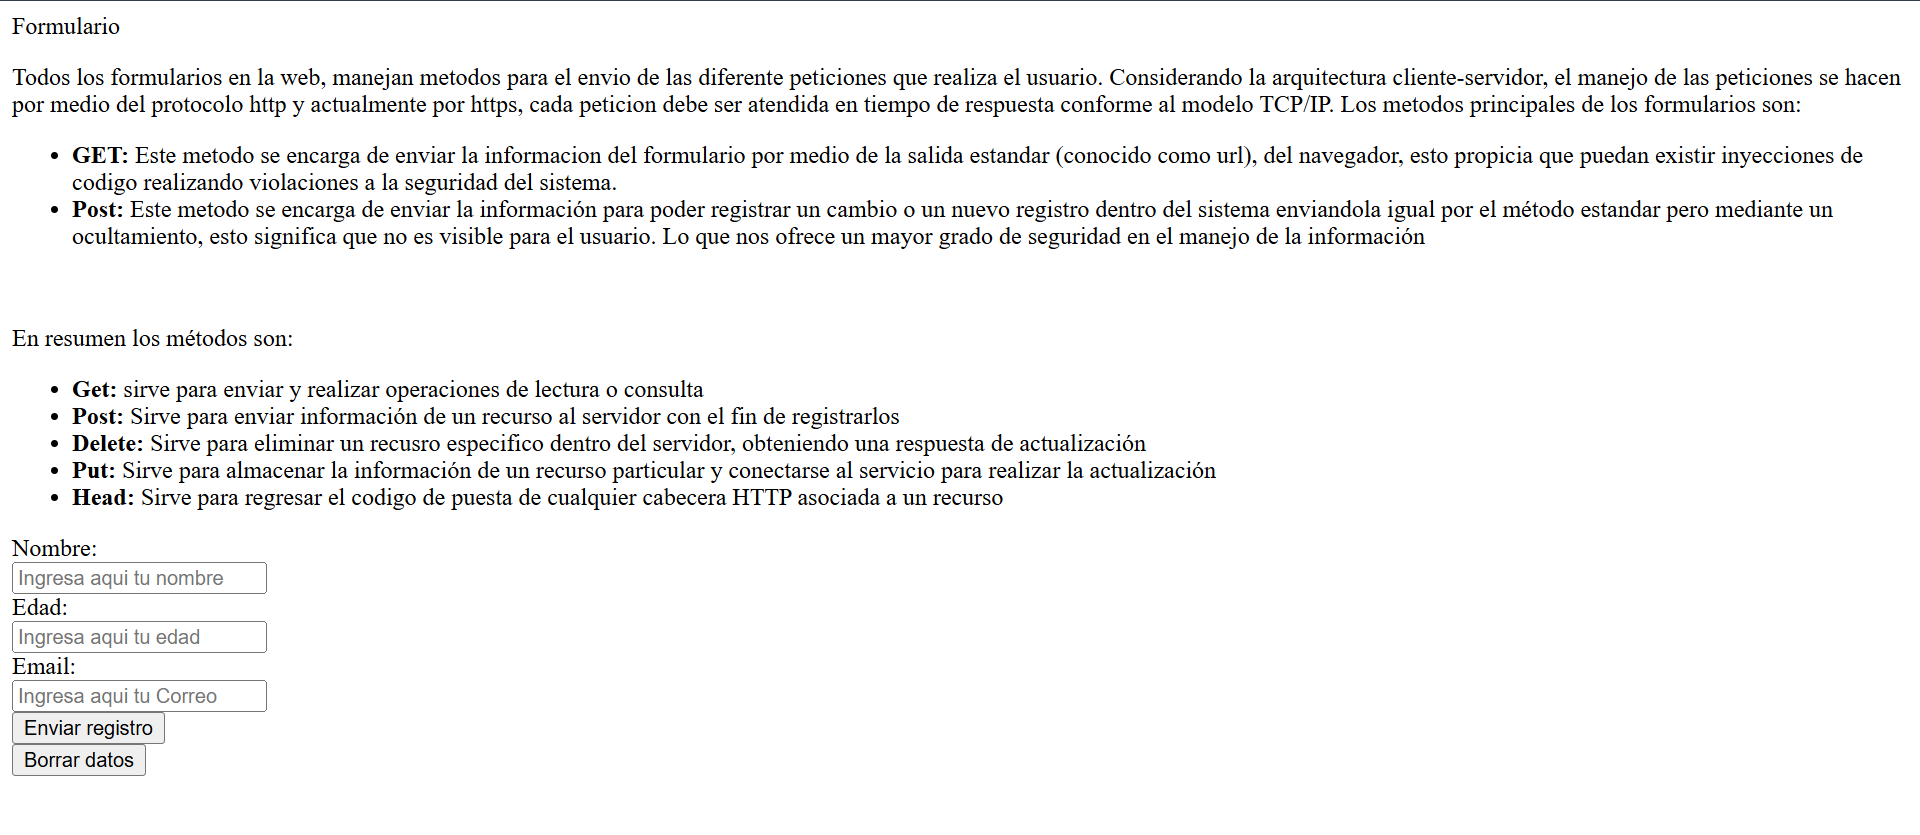 Formulario
Todos los formularios en la web, manejan metodos para el envio de las diferente peticiones que realiza el usuario. Considerando la arquitectura cliente-servidor, el manejo de las peticiones se hacen
por medio del protocolo http y actualmente por https, cada peticion debe ser atendida en tiempo de respuesta conforme al modelo TCP/IP. Los metodos principales de los formularios son:
• GET: Este metodo se encarga de enviar la informacion del formulario por medio de la salida estandar (conocido como url), del navegador, esto propicia que puedan existir inyecciones de
codigo realizando violaciones a la seguridad del sistema.
• Post: Este metodo se encarga de enviar la información para poder registrar un cambio o un nuevo registro dentro del sistema enviandola igual por el método estandar pero mediante un
ocultamiento, esto significa que no es visible para el usuario. Lo que nos ofrece un mayor grado de seguridad en el manejo de la información
En resumen los métodos son:
• Get: sirve para enviar y realizar operaciones de lectura o consulta
• Post: Sirve para enviar información de un recurso al servidor con el fin de registrarlos
• Delete: Sirve para eliminar un recusro especifico dentro del servidor, obteniendo una respuesta de actualización
• Put: Sirve para almacenar la información de un recurso particular y conectarse al servicio para realizar la actualización
• Head: Sirve para regresar el codigo de puesta de cualquier cabecera HTTP asociada a un recurso
Nombre:
Ingresa aqui tu nombre
Edad:
Ingresa aqui tu edad
Email:
Ingresa aqui tu Correo
Enviar registro
Borrar datos